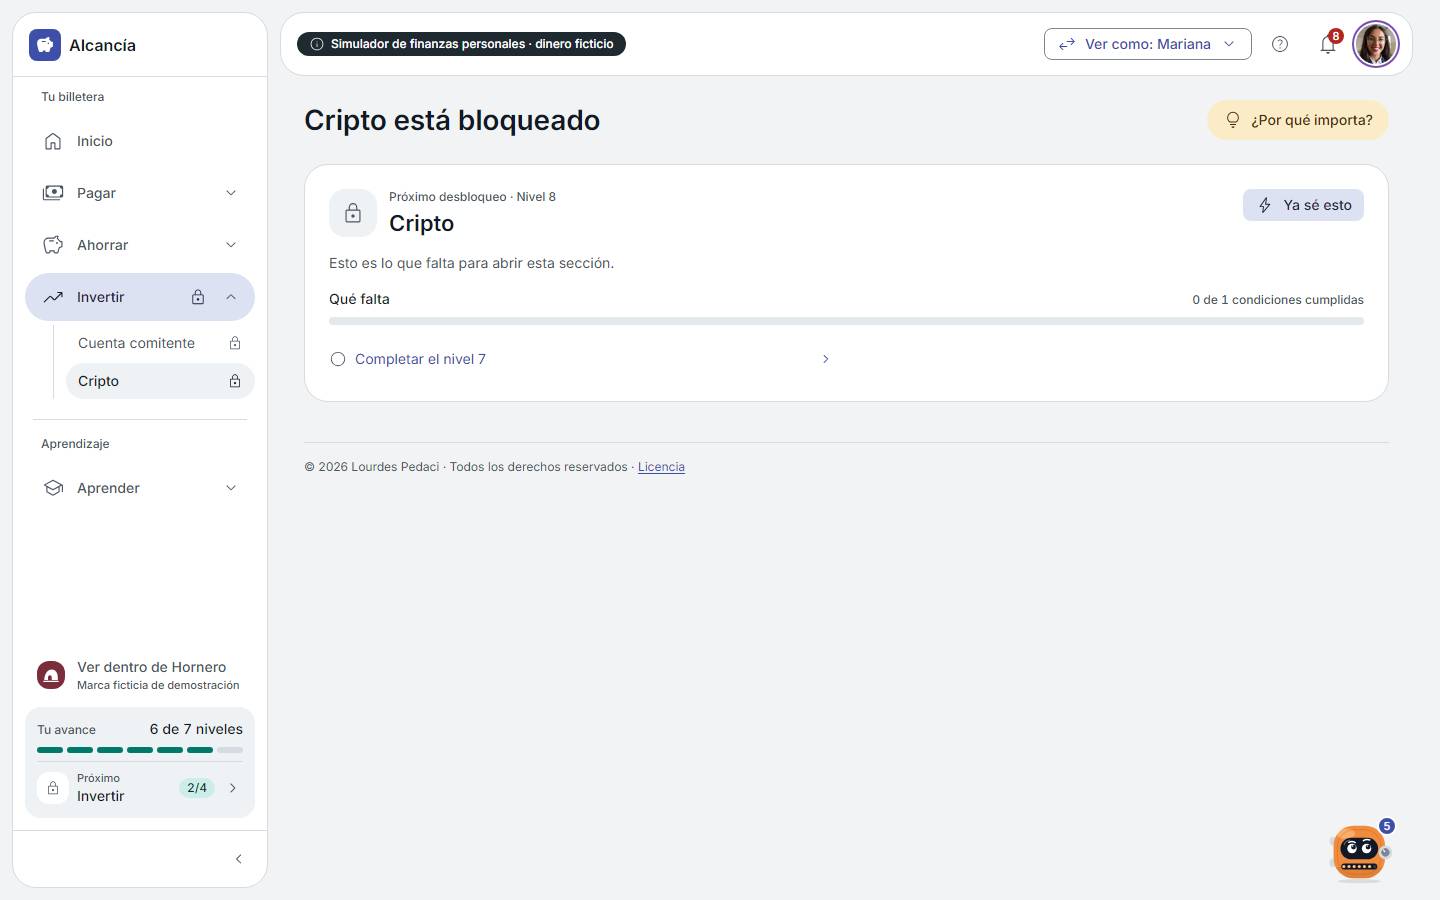 Alcancía
Tu billetera
Inicio
Pagar
Ahorrar
Invertir
Cuenta comitente
Cripto
Aprendizaje
Aprender
Ver dentro de Hornero
Marca ficticia de demostración
Tu avance
6 de 7 niveles
Próximo
Invertir
2/4
Simulador de finanzas personales · dinero ficticio
Ver como: Mariana
8
Cripto está bloqueado
¿Por qué importa?
Próximo desbloqueo · Nivel 8
Cripto
Ya sé esto
Esto es lo que falta para abrir esta sección.
Qué falta
0 de 1 condiciones cumplidas
Completar el nivel 7
© 2026 Lourdes Pedaci · Todos los derechos reservados · Licencia
5